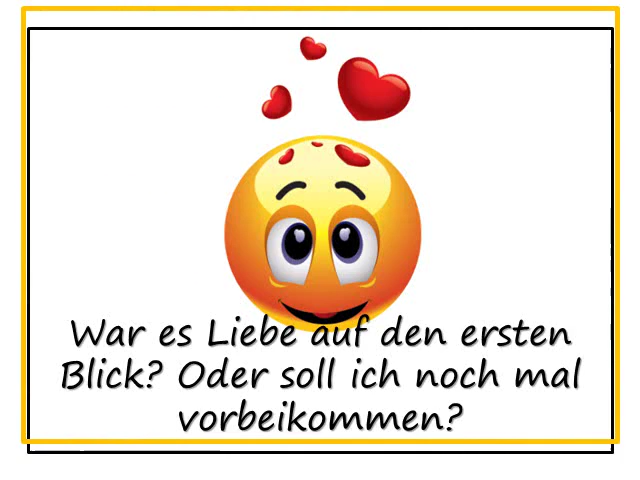 War es Liebe auf den ersten
Blick? Oder soll ich noch mal
vorbeikommen?